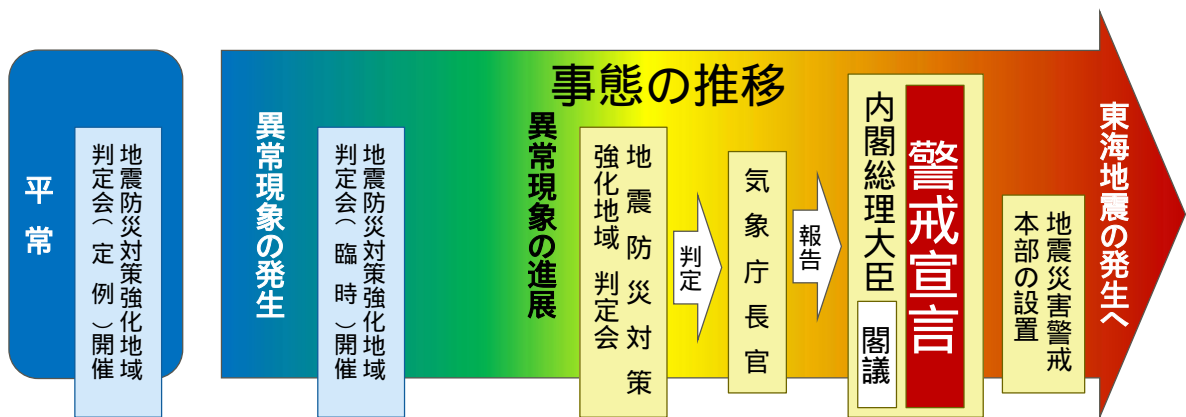 事態の推移
平常
地震防災対策強化地域
判定会（定例）開催
異常現象の発生
地震防災対策強化地域
判定会（臨時）開催
異常現象の進展
地震防災対策
強化地域 判定会
判定
気象庁長官
報告
内閣総理大臣
閣議
警戒宣言
地震災害警戒
本部の設置
東海地震の発生へ